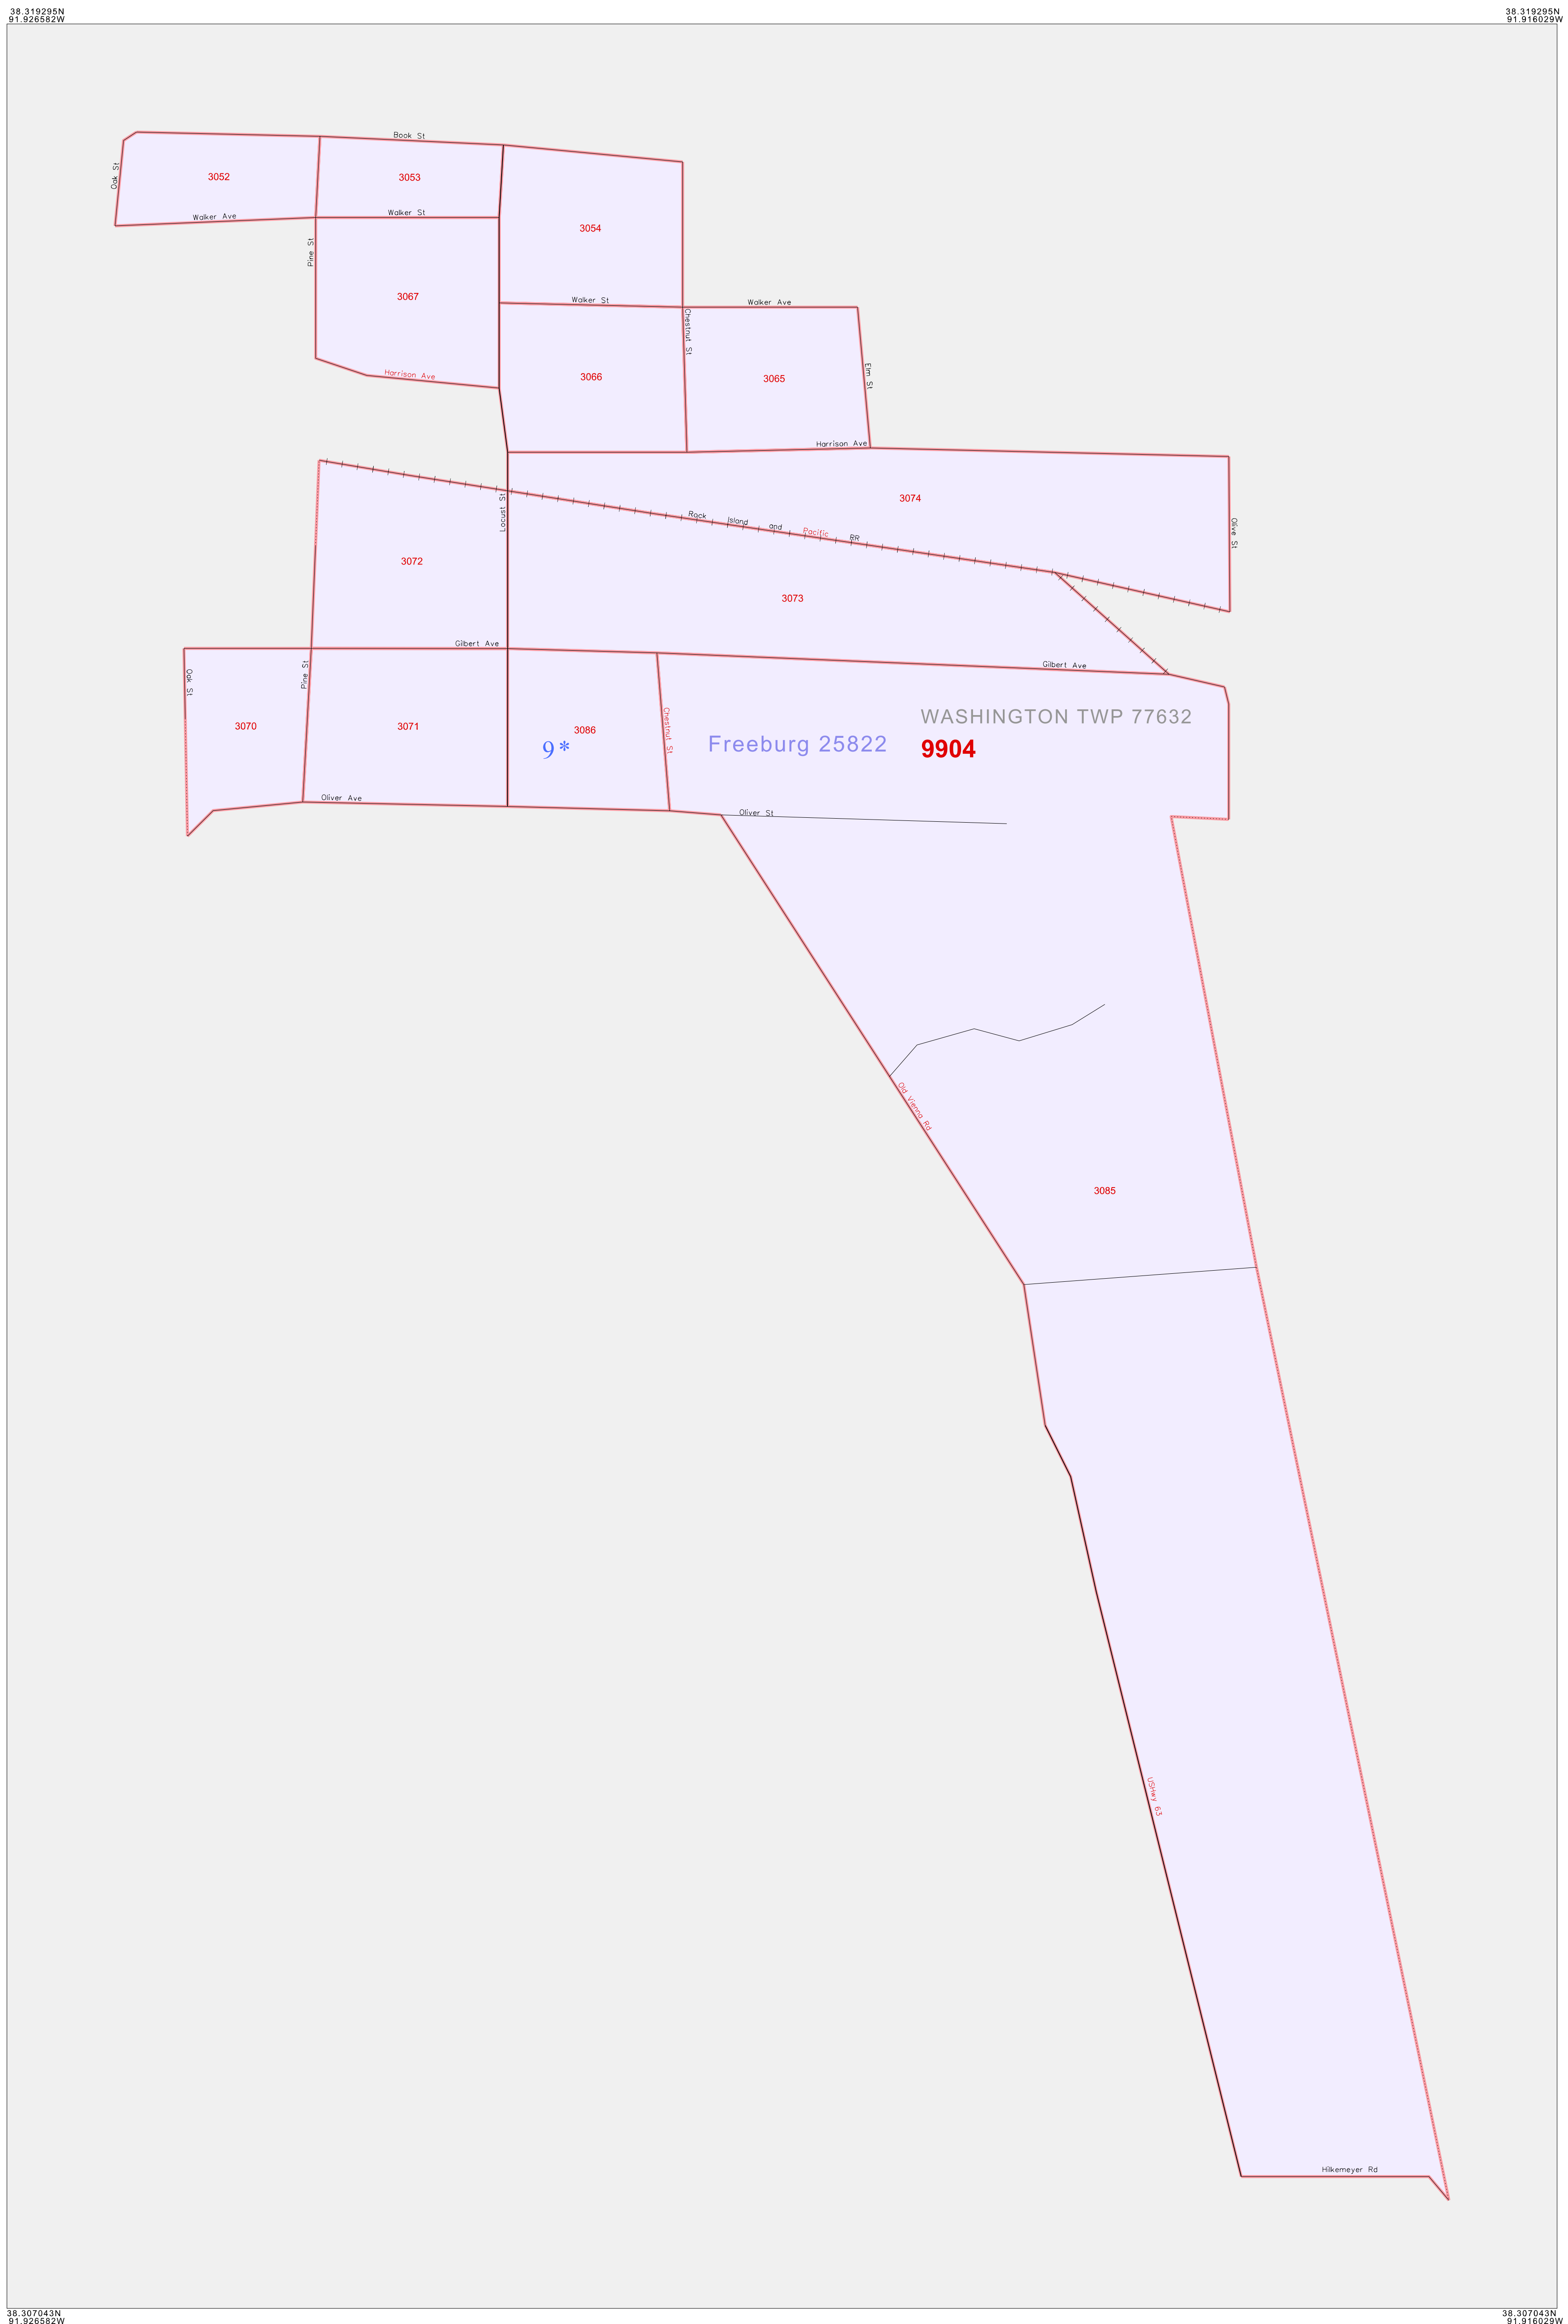 38.319295N
91.926582W
38.319295N
91.916029W
Book St
Oak St
3052
3053
Walker Ave
Walker St
Pine St
3054
3067
Walker St
Walker Ave
Chestnut St
Harrison Ave
3066
3065
Elm St
Harrison Ave
Locust St
3074
Rock Island and Pacific RR
Olive St
3072
3073
Gilbert Ave
Gilbert Ave
Oak St
Pine St
3070
3071
3086
9*
Chestnut St
Freeburg 25822
WASHINGTON TWP 77632
9904
Oliver Ave
Oliver St
Old Vienna Rd
3085
USHwy 63
Hilkemeyer Rd
38.307043N
91.926582W
38.307043N
91.916029W